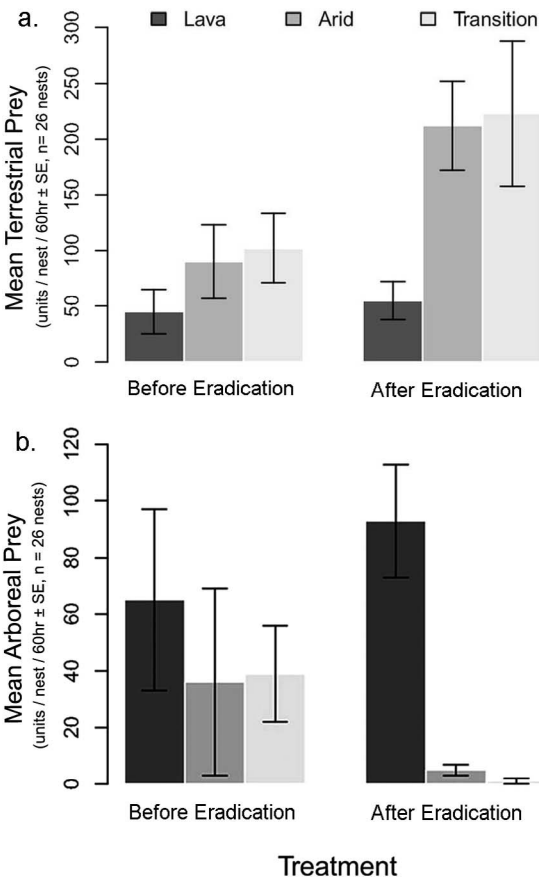 a.
Lava Arid Transition
Mean Terrestrial Prey
(units / nest / 60hr ± SE, n= 26 nests)
300
250
200
150
100
50
0
Before Eradication After Eradication
b.
Mean Arboreal Prey
(units / nest / 60hr ± SE, n = 26 nests)
120
100
80
60
40
20
0
Before Eradication After Eradication
Treatment